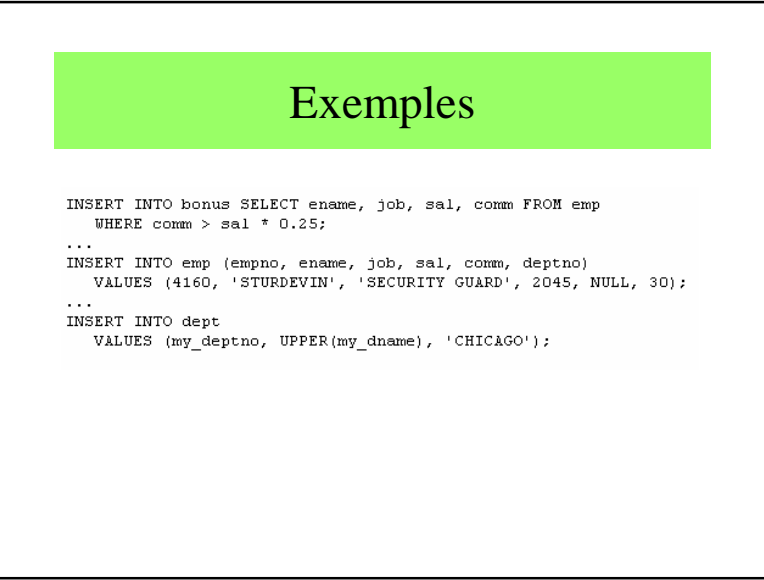 Exemples
INSERT INTO bonus SELECT ename, job, sal, comm FROM emp
WHERE comm > sal * 0.25;
...
INSERT INTO emp (empno, ename, job, sal, comm, deptno)
VALUES (4160, 'STURDEVIN', 'SECURITY GUARD', 2045, NULL, 30);
...
INSERT INTO dept
VALUES (my_deptno, UPPER(my_dname), 'CHICAGO');